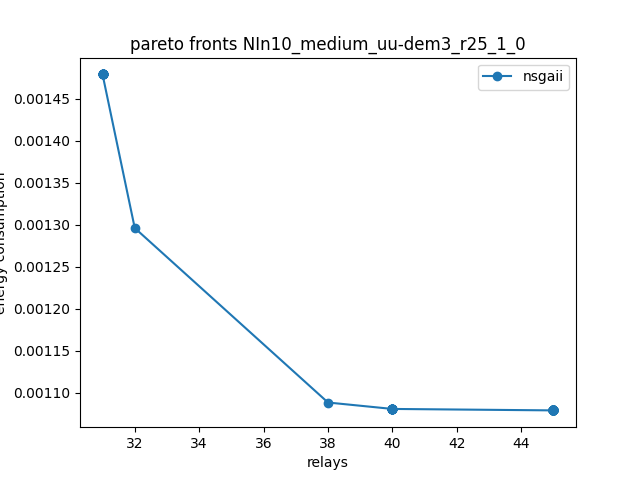 pareto fronts NIn10_medium_uu-dem3_r25_1_0
nsgaii
0.00145
0.00140
0.00135
0.00130
0.00125
0.00120
0.00115
0.00110
energy consumption
32 34 36 38 40 42 44
relays